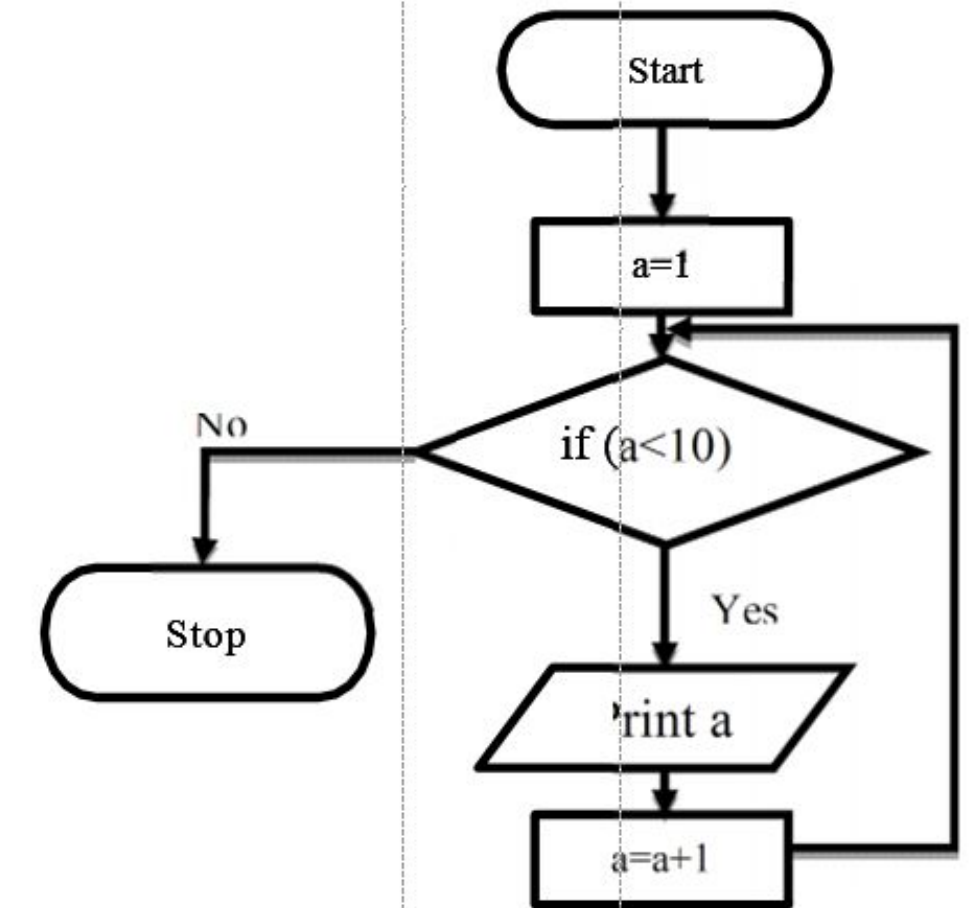 Start
a=1
if (a<10)
No
Yes
Stop
rint a
a=a+1